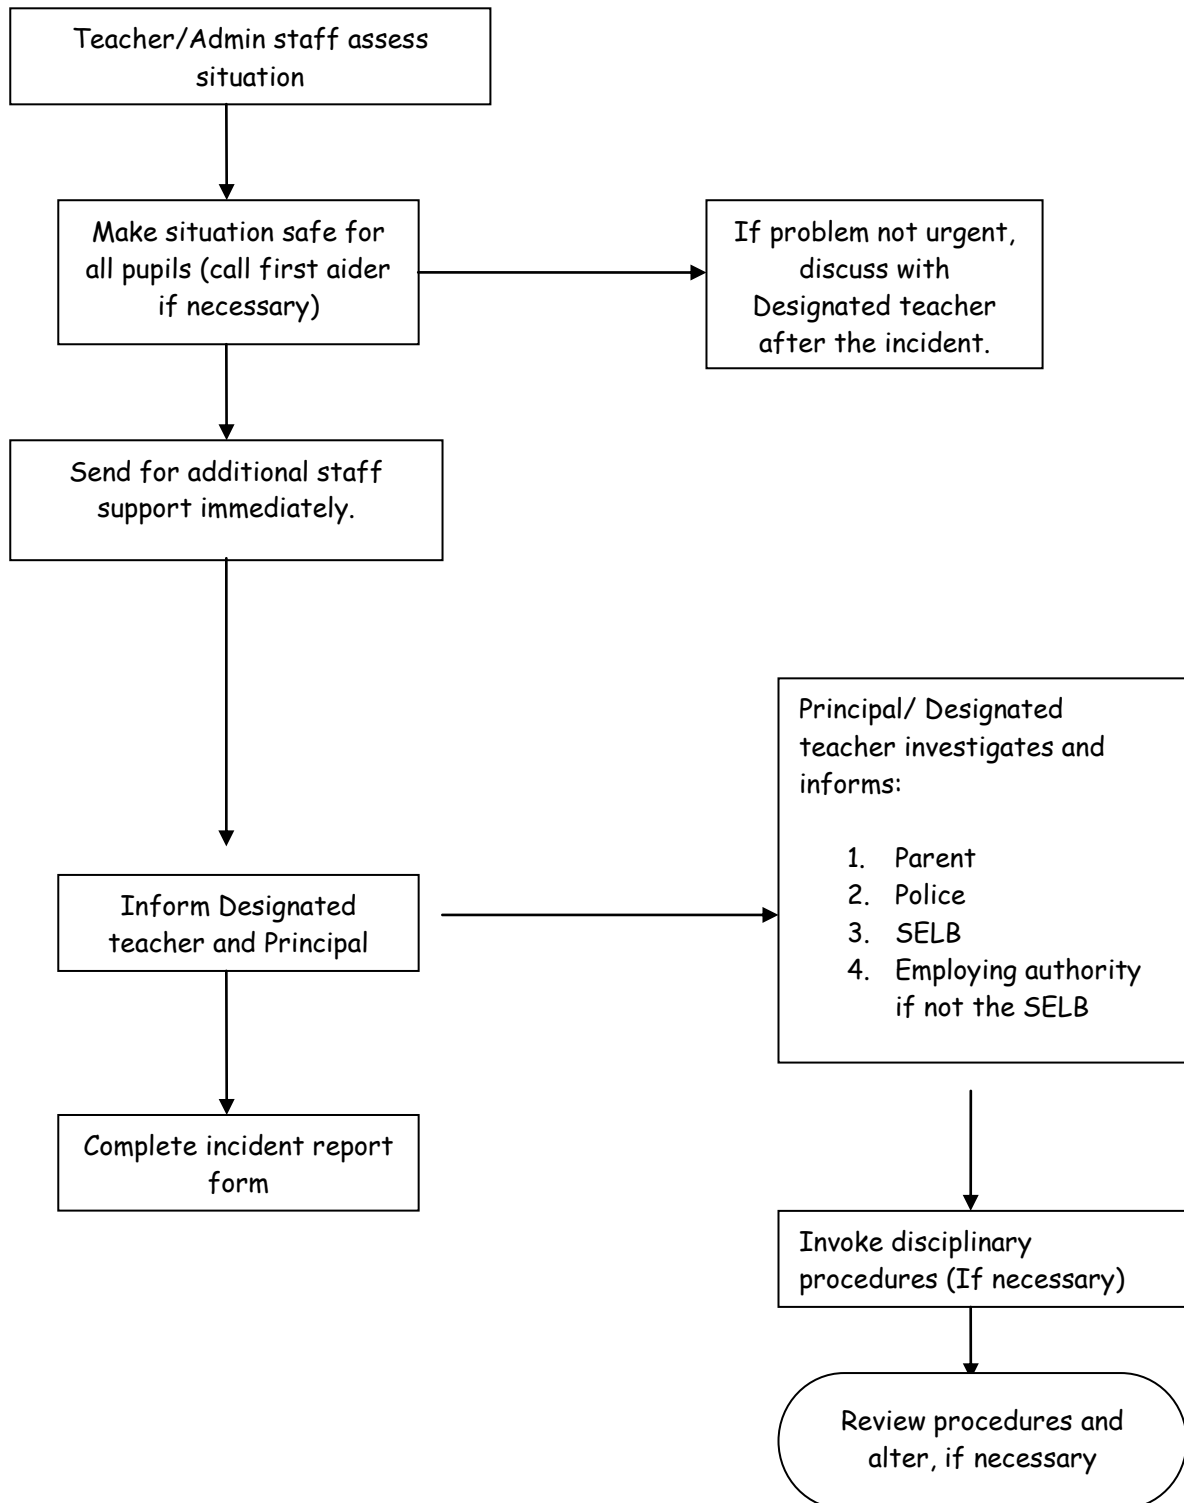 Teacher/Admin staff assess
situation
Make situation safe for
all pupils (call first aider
if necessary)
If problem not urgent,
discuss with
Designated teacher
after the incident.
Send for additional staff
support immediately.
Principal/ Designated
teacher investigates and
informs:
1. Parent
2. Police
3. SELB
4. Employing authority
if not the SELB
Inform Designated
teacher and Principal
Complete incident report
form
Invoke disciplinary
procedures (If necessary)
Review procedures and
alter, if necessary